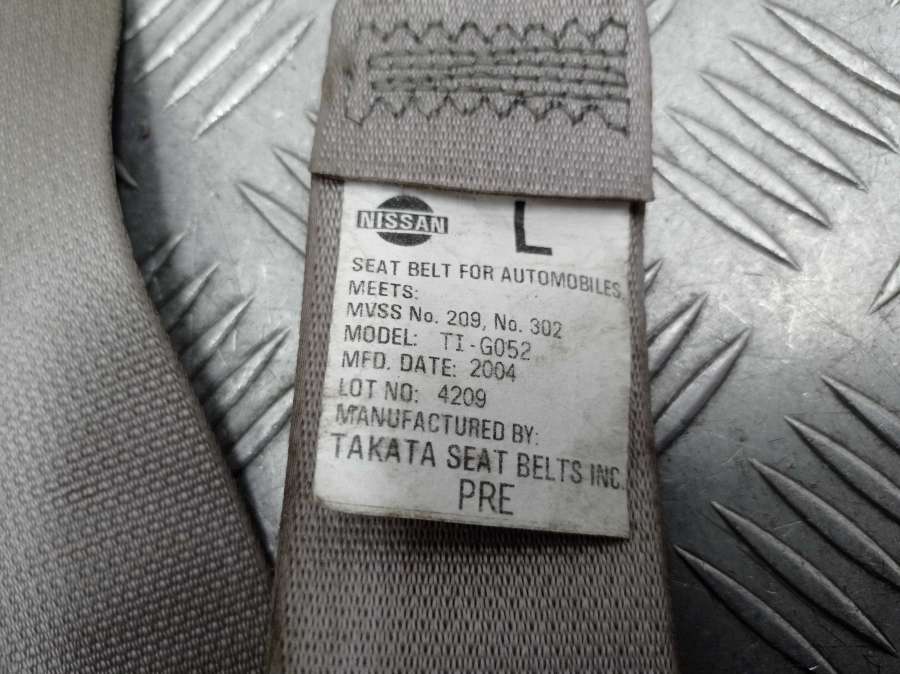 NISSAN L
SEAT BELT FOR AUTOMOBILES.
MEETS:
MVSS No. 209, No. 302
MODEL: TI-G052
MFD. DATE: 2004
LOT NO: 4209
MANUFACTURED BY:
TAKATA SEAT BELTS INC.
PRE